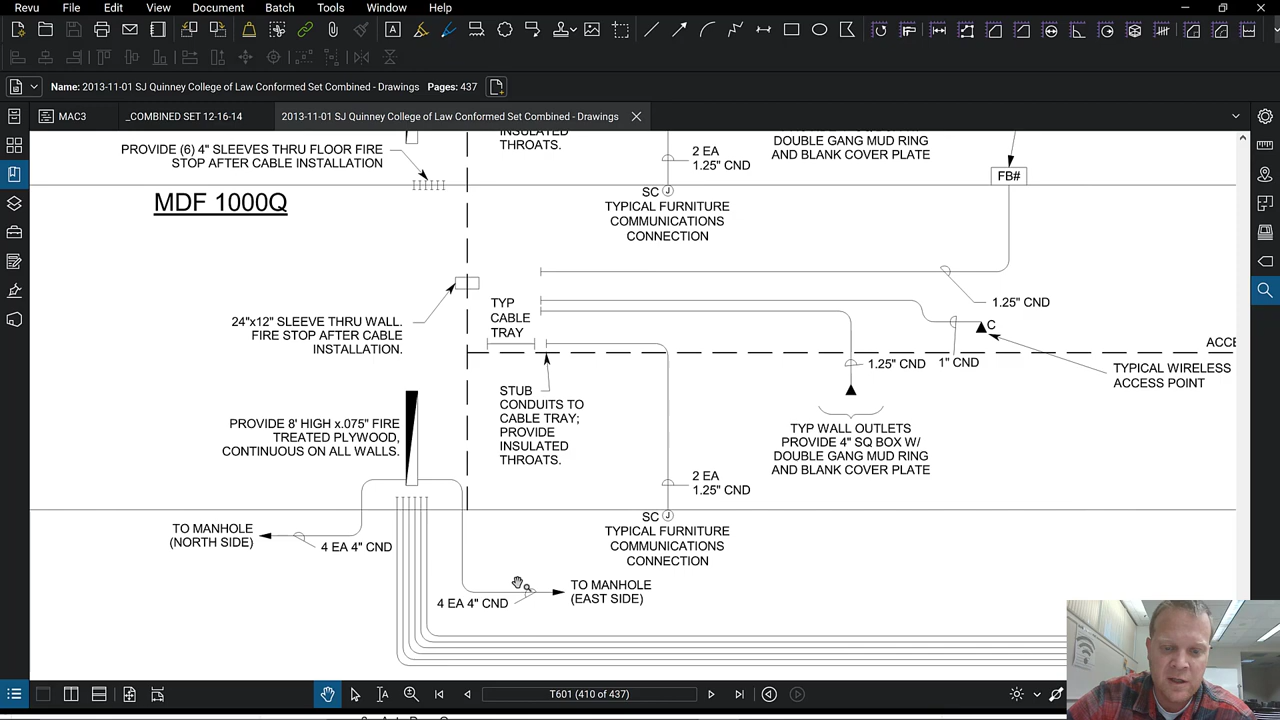 Revu File Edit View Document Batch Tools Window Help
Name: 2013-11-01 SJ Quinney College of Law Conformed Set Combined - Drawings Pages: 437
MAC3
_COMBINED SET 12-16-14
2013-11-01 SJ Quinney College of Law Conformed Set Combined - Drawings
PROVIDE (6) 4" SLEEVES THRU FLOOR FIRE
STOP AFTER CABLE INSTALLATION
INSULATED
THROATS.
2 EA
1.25" CND
DOUBLE GANG MUD RING
AND BLANK COVER PLATE
FB#
MDF 1000Q
SC J
TYPICAL FURNITURE
COMMUNICATIONS
CONNECTION
24"x12" SLEEVE THRU WALL.
FIRE STOP AFTER CABLE
INSTALLATION.
TYP
CABLE
TRAY
1.25" CND
C
1" CND
1.25" CND
ACCE
TYPICAL WIRELESS
ACCESS POINT
STUB
CONDUITS TO
CABLE TRAY;
PROVIDE
INSULATED
THROATS.
PROVIDE 8' HIGH x.075" FIRE
TREATED PLYWOOD,
CONTINUOUS ON ALL WALLS.
TYP WALL OUTLETS
PROVIDE 4" SQ BOX W/
DOUBLE GANG MUD RING
AND BLANK COVER PLATE
2 EA
1.25" CND
SC J
TYPICAL FURNITURE
COMMUNICATIONS
CONNECTION
TO MANHOLE
(NORTH SIDE)
4 EA 4" CND
TO MANHOLE
(EAST SIDE)
4 EA 4" CND
T601 (410 of 437)